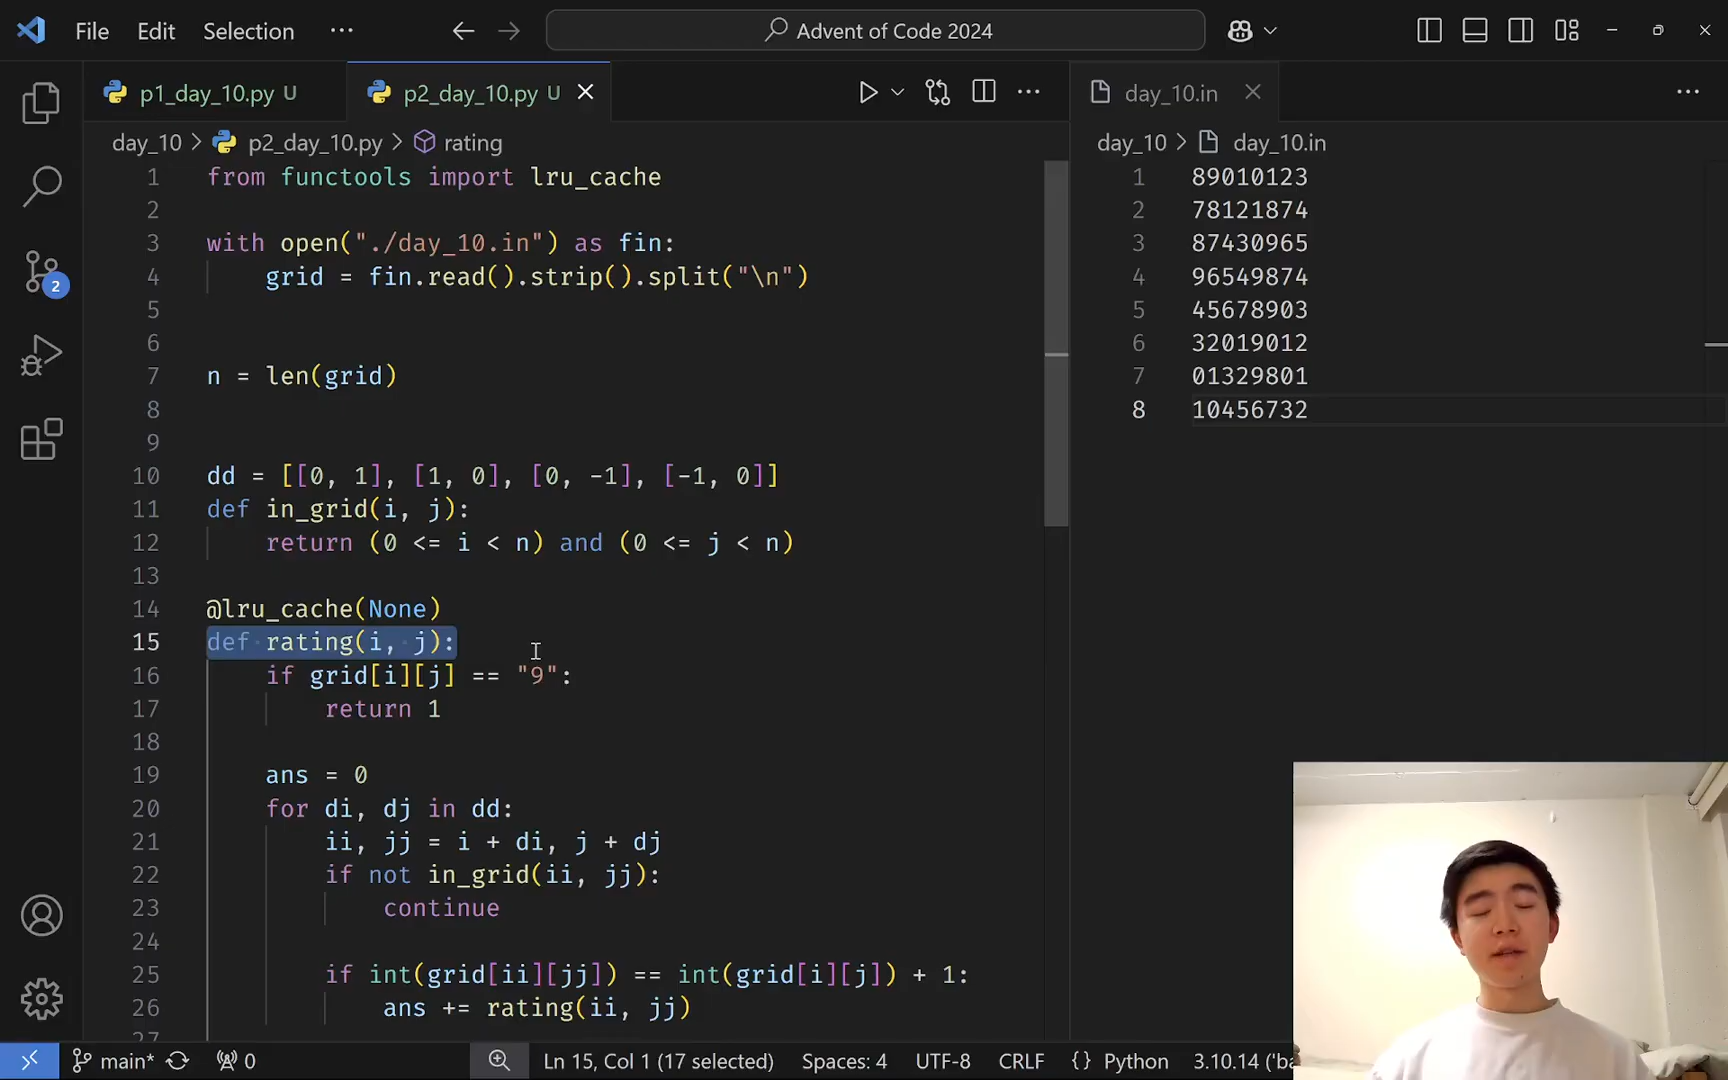 File Edit Selection ··· Advent of Code 2024
p1_day_10.py U p2_day_10.py U day_10.in
day_10 > p2_day_10.py > rating
day_10 > day_10.in
1 from functools import lru_cache
2
3 with open("./day_10.in") as fin:
4 grid = fin.read().strip().split("\n")
5
6
7 n = len(grid)
8
9
10 dd = [[0, 1], [1, 0], [0, -1], [-1, 0]]
11 def in_grid(i, j):
12 return (0 <= i < n) and (0 <= j < n)
13
14 @lru_cache(None)
15 def rating(i, j):
16 if grid[i][j] == "9":
17 return 1
18
19 ans = 0
20 for di, dj in dd:
21 ii, jj = i + di, j + dj
22 if not in_grid(ii, jj):
23 continue
24
25 if int(grid[ii][jj]) == int(grid[i][j]) + 1:
26 ans += rating(ii, jj)
27
1 89010123
2 78121874
3 87430965
4 96549874
5 45678903
6 32019012
7 01329801
8 10456732
2
main* 0 Ln 15, Col 1 (17 selected) Spaces: 4 UTF-8 CRLF {} Python 3.10.14 ('ba